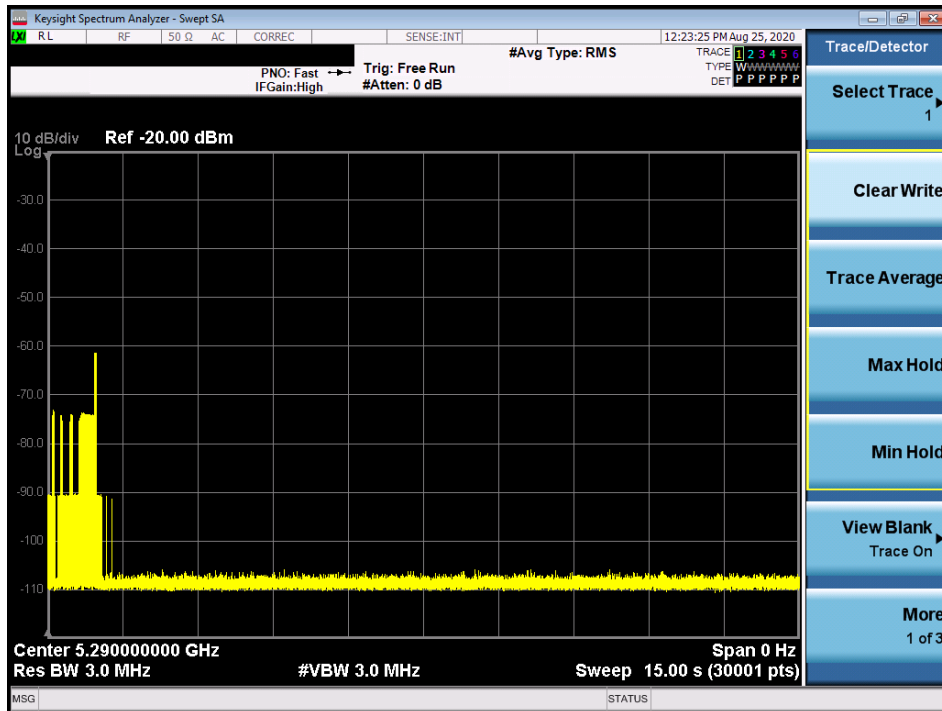 Keysight Spectrum Analyzer - Swept SA
LXI RL RF 50 Ω AC CORREC SENSE:INT 12:23:25 PM Aug 25, 2020
#Avg Type: RMS
TRACE 1 2 3 4 5 6
TYPE WWWWWW
DET P P P P P P
PNO: Fast
IFGain:High
Trig: Free Run
#Atten: 0 dB
10 dB/div
Log
Ref -20.00 dBm
-30.0
-40.0
-50.0
-60.0
-70.0
-80.0
-90.0
-100
-110
Center 5.290000000 GHz
Span 0 Hz
Res BW 3.0 MHz
#VBW 3.0 MHz
Sweep 15.00 s (30001 pts)
MSG
STATUS
Trace/Detector
Select Trace
1
Clear Write
Trace Average
Max Hold
Min Hold
View Blank
Trace On
More
1 of 3